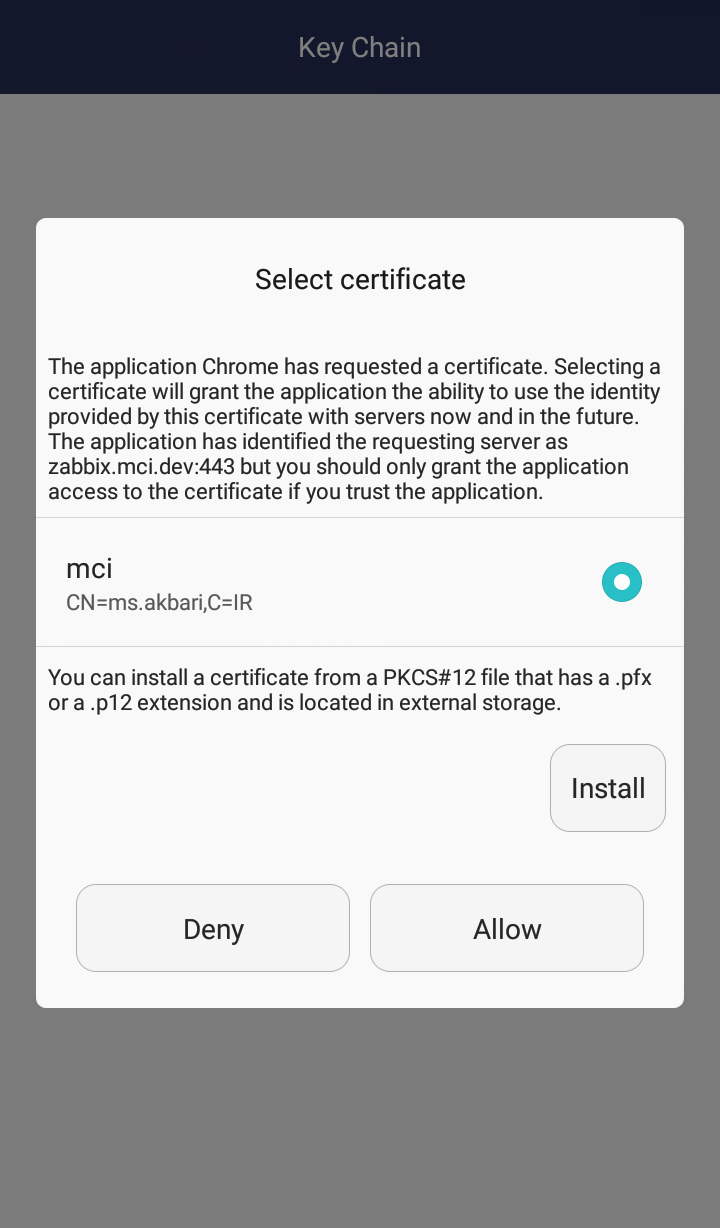 Key Chain
Select certificate
The application Chrome has requested a certificate. Selecting a
certificate will grant the application the ability to use the identity
provided by this certificate with servers now and in the future.
The application has identified the requesting server as
zabbix.mci.dev:443 but you should only grant the application
access to the certificate if you trust the application.
mci
CN=ms.akbari,C=IR
You can install a certificate from a PKCS#12 file that has a .pfx
or a .p12 extension and is located in external storage.
Install
Deny
Allow